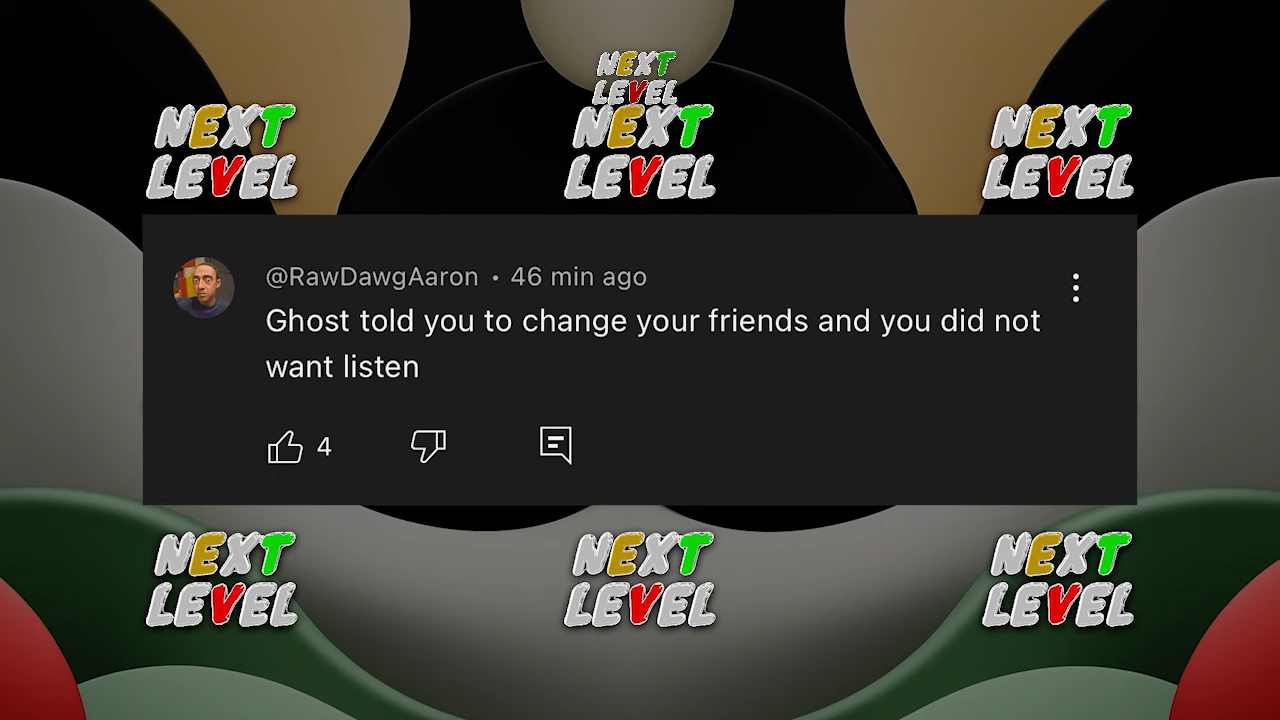 NEXT
LEVEL
NEXT
LEVEL
NEXT
LEVEL
NEXT
LEVEL
@RawDawgAaron • 46 min ago
Ghost told you to change your friends and you did not
want listen
4
NEXT
LEVEL
NEXT
LEVEL
NEXT
LEVEL